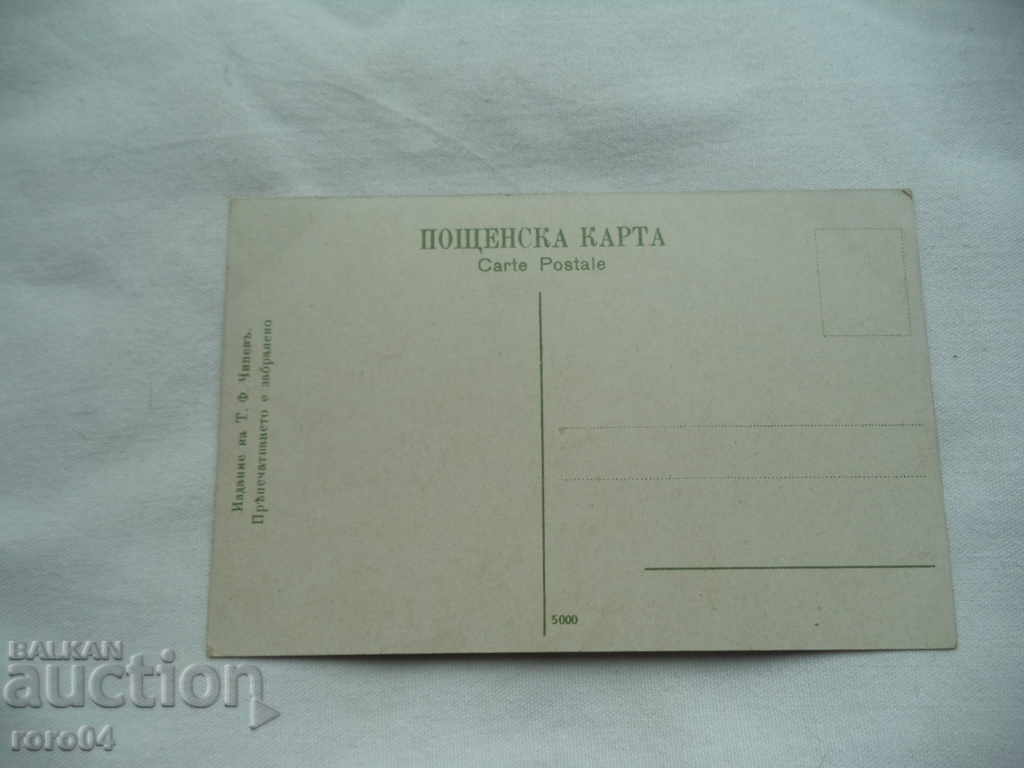 ПОЩЕНСКА КАРТА
Carte Postale
Издание на Т. Ф. Чипевъ.
Прѣпечатването е забранено
5000
BALKAN
auction
roro04